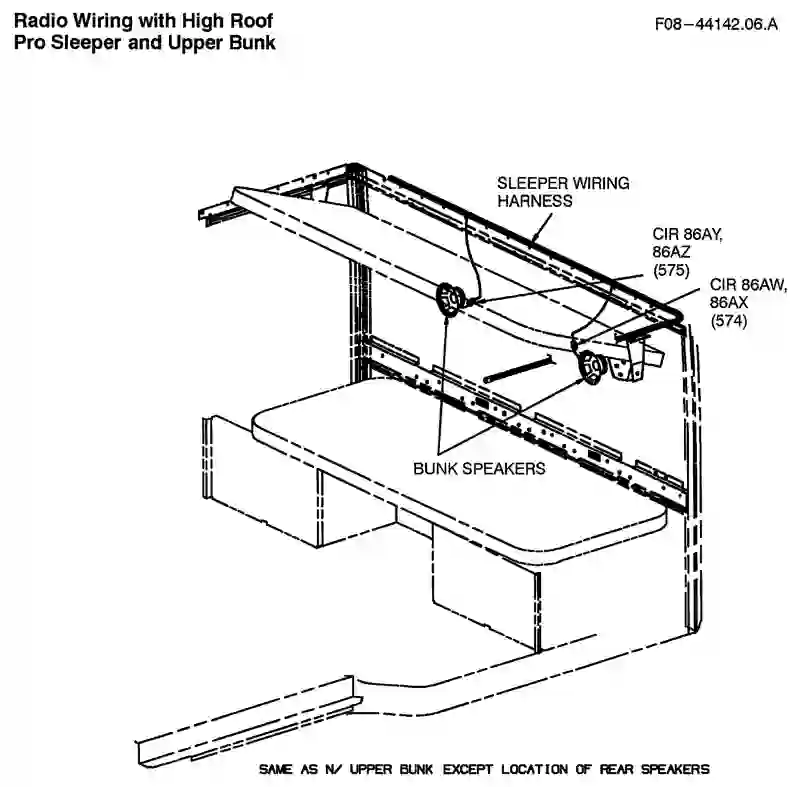 Radio Wiring with High Roof
Pro Sleeper and Upper Bunk
F08-44142.06.A
SLEEPER WIRING
HARNESS
CIR 86AY,
86AZ
(575)
CIR 86AW,
86AX
(574)
BUNK SPEAKERS
SAME AS N/ UPPER BUNK EXCEPT LOCATION OF REAR SPEAKERS